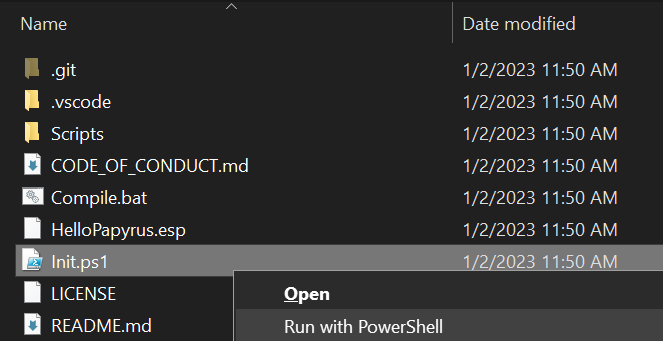 Name Date modified
.git 1/2/2023 11:50 AM
.vscode 1/2/2023 11:50 AM
Scripts 1/2/2023 11:50 AM
CODE_OF_CONDUCT.md 1/2/2023 11:50 AM
Compile.bat 1/2/2023 11:50 AM
HelloPapyrus.esp 1/2/2023 11:50 AM
Init.ps1 1/2/2023 11:50 AM
LICENSE Open
README.md Run with PowerShell